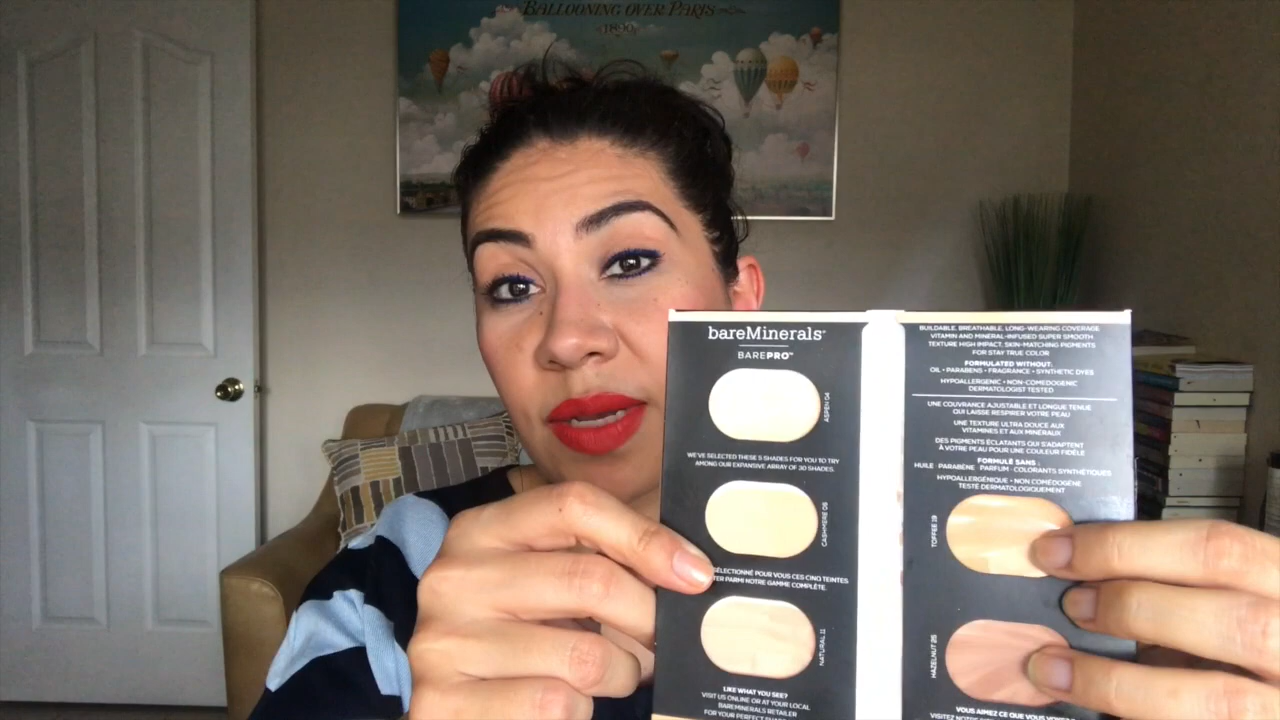 BALLOONING OVER PARIS
1890
bareMinerals
BAREPRO™
ASPEN 04
WE'VE SELECTED THESE 5 SHADES FOR YOU TO TRY
AMONG OUR EXPANSIVE ARRAY OF 30 SHADES.
CASHMERE 06
SÉLECTIONNÉ POUR VOUS CES CINQ TEINTES
PARMI NOTRE GAMME COMPLÈTE.
NATURAL 11
LIKE WHAT YOU SEE?
VISIT US ONLINE OR AT YOUR LOCAL
BAREMINERALS RETAILER
FOR YOUR PERFECT
BUILDABLE, BREATHABLE, LONG-WEARING COVERAGE
VITAMIN AND MINERAL-INFUSED SUPER SMOOTH
TEXTURE HIGH IMPACT, SKIN-MATCHING PIGMENTS
FOR STAY TRUE COLOR
FORMULATED WITHOUT:
OIL • PARABENS • FRAGRANCE • SYNTHETIC DYES
HYPOALLERGENIC • NON-COMEDOGENIC
DERMATOLOGIST TESTED
UNE COUVRANCE AJUSTABLE ET LONGUE TENUE
QUI LAISSE RESPIRER VOTRE PEAU
UNE TEXTURE ULTRA DOUCE AUX
VITAMINES ET AUX MINÉRAUX
DES PIGMENTS ÉCLATANTS QUI S'ADAPTENT
À VOTRE PEAU POUR UNE COULEUR FIDÈLE
FORMULÉ SANS :
HUILE • PARABÈNE • PARFUM • COLORANTS SYNTHÉTIQUES
HYPOALLERGÉNIQUE • NON COMÉDOGÈNE
TESTÉ DERMATOLOGIQUEMENT
TOFFEE 19
HAZELNUT 25
VOUS AIMEZ CE QUE VOUS
VISITEZ